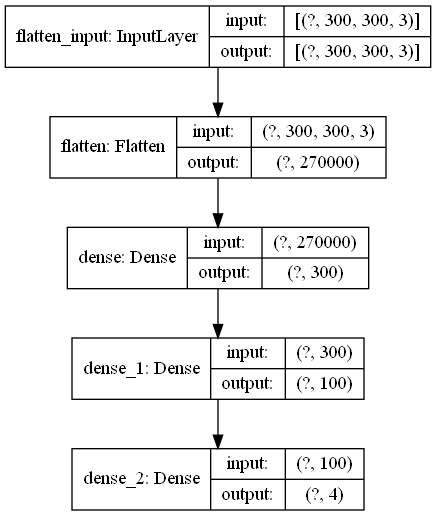 flatten_input: InputLayer
input: [(?, 300, 300, 3)]
output: [(?, 300, 300, 3)]
flatten: Flatten
input: (?, 300, 300, 3)
output: (?, 270000)
dense: Dense
input: (?, 270000)
output: (?, 300)
dense_1: Dense
input: (?, 300)
output: (?, 100)
dense_2: Dense
input: (?, 100)
output: (?, 4)